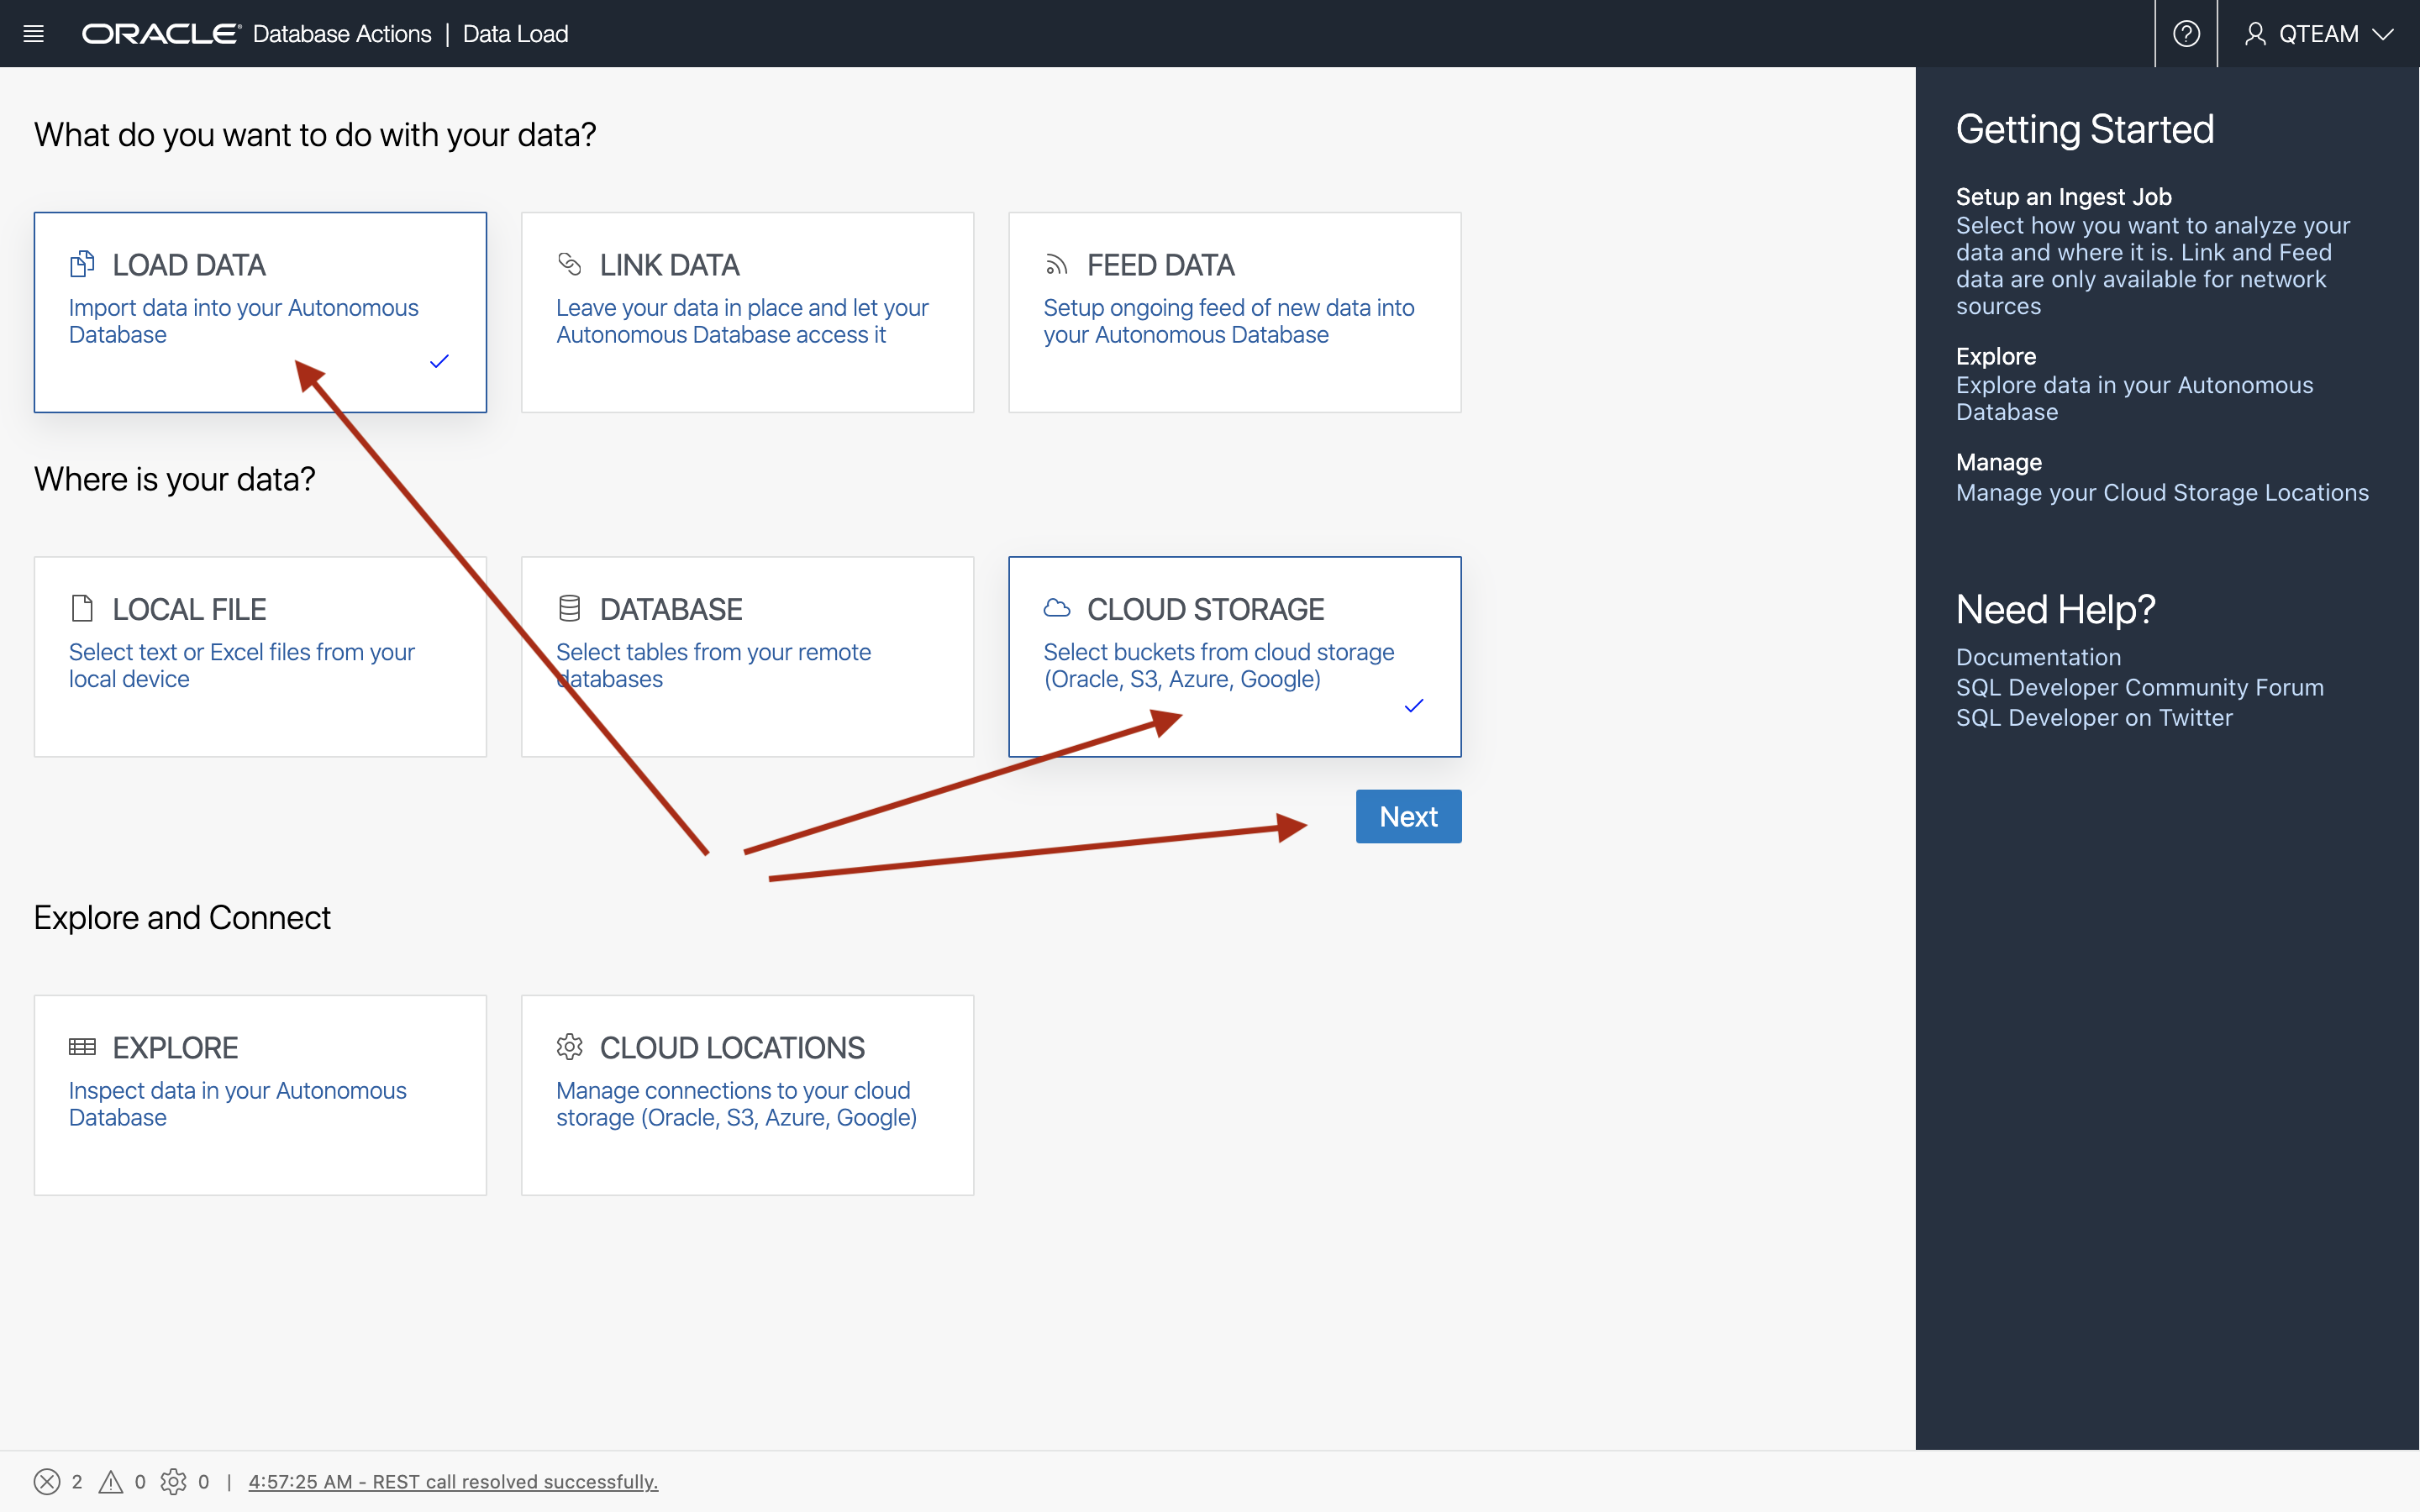 ORACLE Database Actions | Data Load
QTEAM
What do you want to do with your data?
LOAD DATA
Import data into your Autonomous
Database
LINK DATA
Leave your data in place and let your
Autonomous Database access it
FEED DATA
Setup ongoing feed of new data into
your Autonomous Database
Where is your data?
LOCAL FILE
Select text or Excel files from your
local device
DATABASE
Select tables from your remote
databases
CLOUD STORAGE
Select buckets from cloud storage
(Oracle, S3, Azure, Google)
Next
Explore and Connect
EXPLORE
Inspect data in your Autonomous
Database
CLOUD LOCATIONS
Manage connections to your cloud
storage (Oracle, S3, Azure, Google)
Getting Started
Setup an Ingest Job
Select how you want to analyze your
data and where it is. Link and Feed
data are only available for network
sources
Explore
Explore data in your Autonomous
Database
Manage
Manage your Cloud Storage Locations
Need Help?
Documentation
SQL Developer Community Forum
SQL Developer on Twitter
2 0 0 | 4:57:25 AM - REST call resolved successfully.